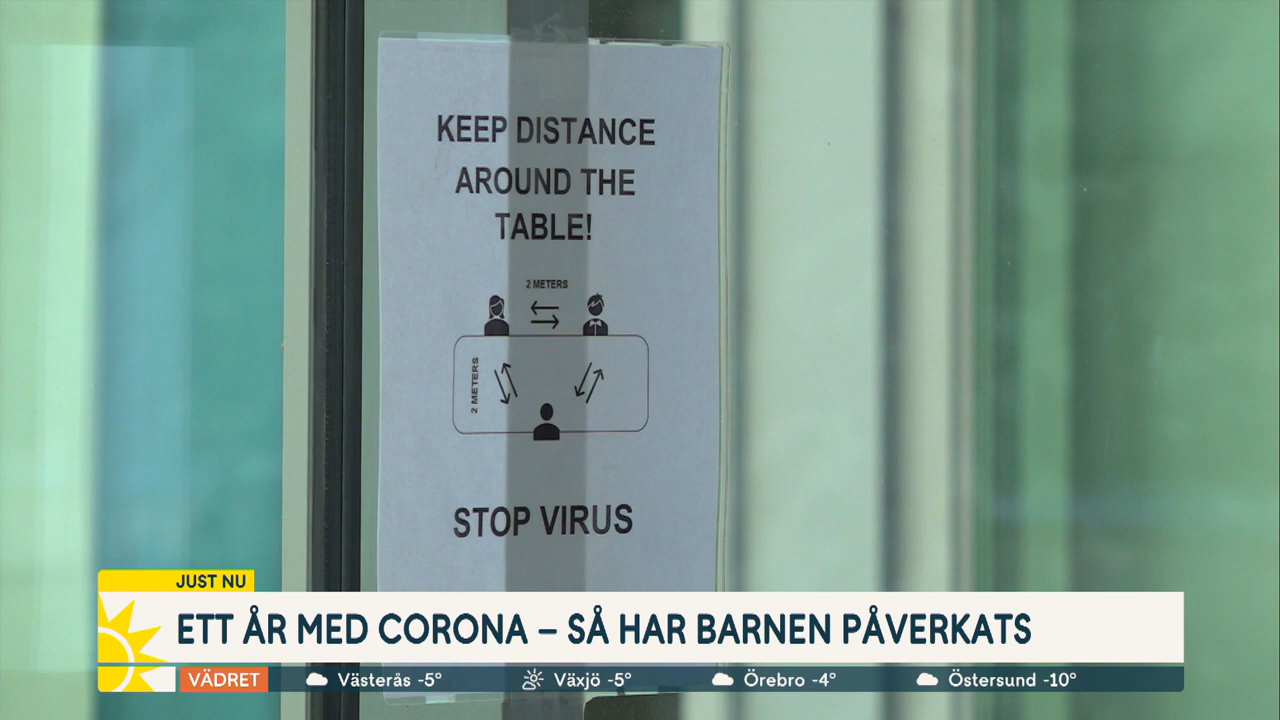 KEEP DISTANCE
AROUND THE
TABLE!
2 METERS
2 METERS
STOP VIRUS
JUST NU
ETT ÅR MED CORONA – SÅ HAR BARNEN PÅVERKATS
VÄDRET Västerås -5° Växjö -5° Örebro -4° Östersund -10°